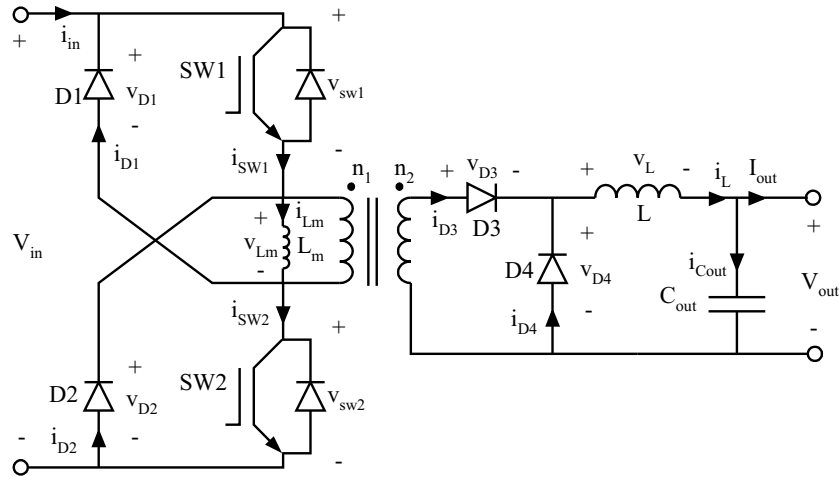 i_in
+ + +
SW1
D1 v_D1 v_sw1
-
i_D1 i_SW1 -
n_1 n_2 + v_D3 - + v_L - i_L I_out
i_Lm i_D3 D3 L
+
V_in v_Lm L_m + +
- D4 v_D4 i_Cout V_out
i_SW2 + C_out
i_D4 - -
SW2
D2 + v_D2 v_sw2
- i_D2 - -